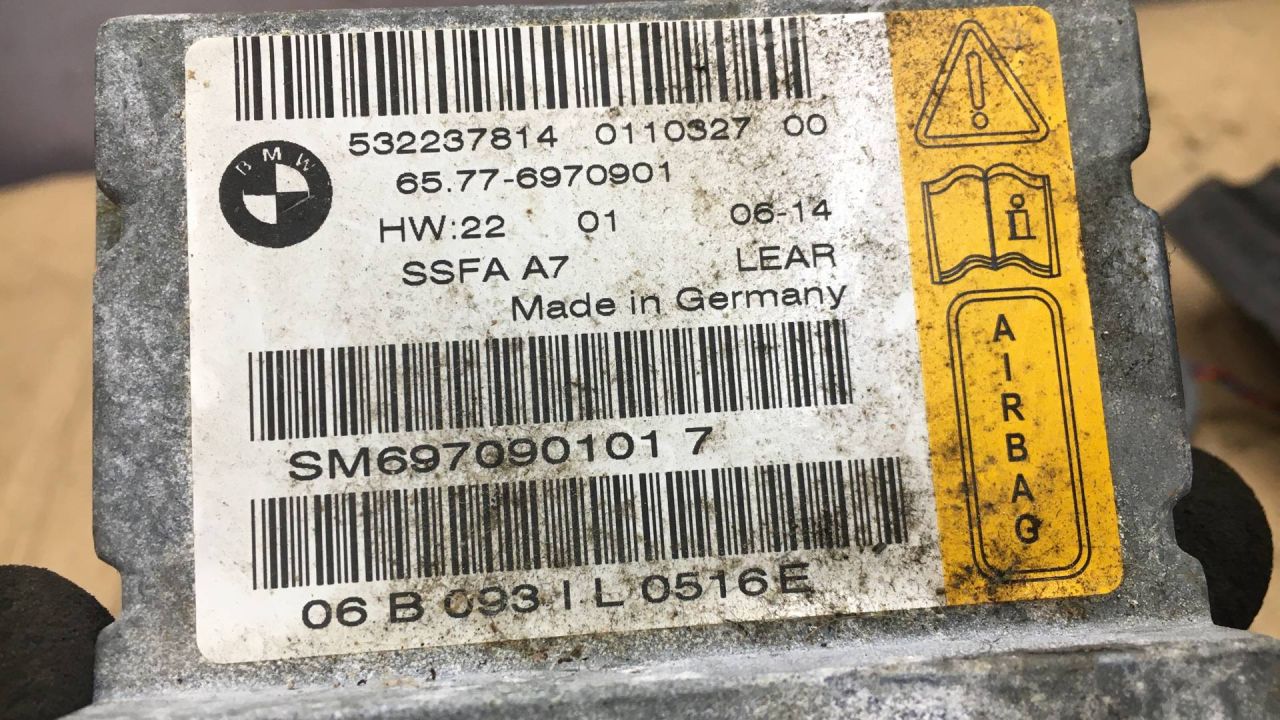 532237814 0110327 00
BMW
65.77-6970901
HW:22 01 06-14
SSFA A7 LEAR
Made in Germany
SM697090101 7
06 B 093 I L 0516E
i
AIRBAG